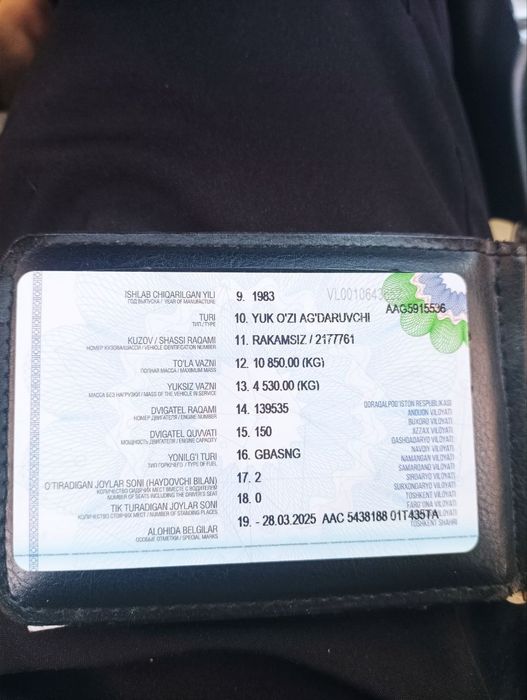 ISHLAB CHIQARILGAN YILI 9. 1983 VL0010643
ГОД ВЫПУСКА / YEAR OF MANUFACTURE
AAG5915536
TURI 10. YUK O'ZI AG'DARUVCHI
ТИП / TYPE
KUZOV / SHASSI RAQAMI 11. RAKAMSIZ / 2177761
НОМЕР КУЗОВА/ШАССИ / VEHICLE IDENTIFICATION NUMBER
TO'LA VAZNI 12. 10 850.00 (KG)
ПОЛНАЯ МАССА / MAXIMUM MASS
YUKSIZ VAZNI 13. 4 530.00 (KG)
МАССА БЕЗ НАГРУЗКИ / MASS OF THE VEHICLE IN SERVICE
DVIGATEL RAQAMI 14. 139535
НОМЕР ДВИГАТЕЛЯ / ENGINE NUMBER
DVIGATEL QUVVATI 15. 150
МОЩНОСТЬ ДВИГАТЕЛЯ / ENGINE CAPACITY
YONILG'I TURI 16. GBASNG
ТИП ГОРЮЧЕГО / TYPE OF FUEL
O'TIRADIGAN JOYLAR SONI (HAYDOVCHI BILAN) 17. 2
КОЛИЧЕСТВО СИДЯЧИХ МЕСТ ВМЕСТЕ С ВОДИТЕЛЕМ
NUMBER OF SEATS INCLUDING THE DRIVER'S SEAT
TIK TURADIGAN JOYLAR SONI 18. 0
КОЛИЧЕСТВО СТОЯЧИХ МЕСТ / NUMBER OF STANDING PLACES
ALOHIDA BELGILAR 19. - 28.03.2025 AAC 5438188 01T435TA
ОСОБЫЕ ОТМЕТКИ / SPECIAL MARKS
QORAQALPOG'ISTON RESPUBLIKASI
ANDIJON VILOYATI
BUXORO VILOYATI
JIZZAX VILOYATI
QASHQADARYO VILOYATI
NAVOIY VILOYATI
NAMANGAN VILOYATI
SAMARQAND VILOYATI
SIRDARYO VILOYATI
SURXONDARYO VILOYATI
TOSHKENT VILOYATI
FARG'ONA VILOYATI
VILOYATI
TOSHKENT SHAHRI